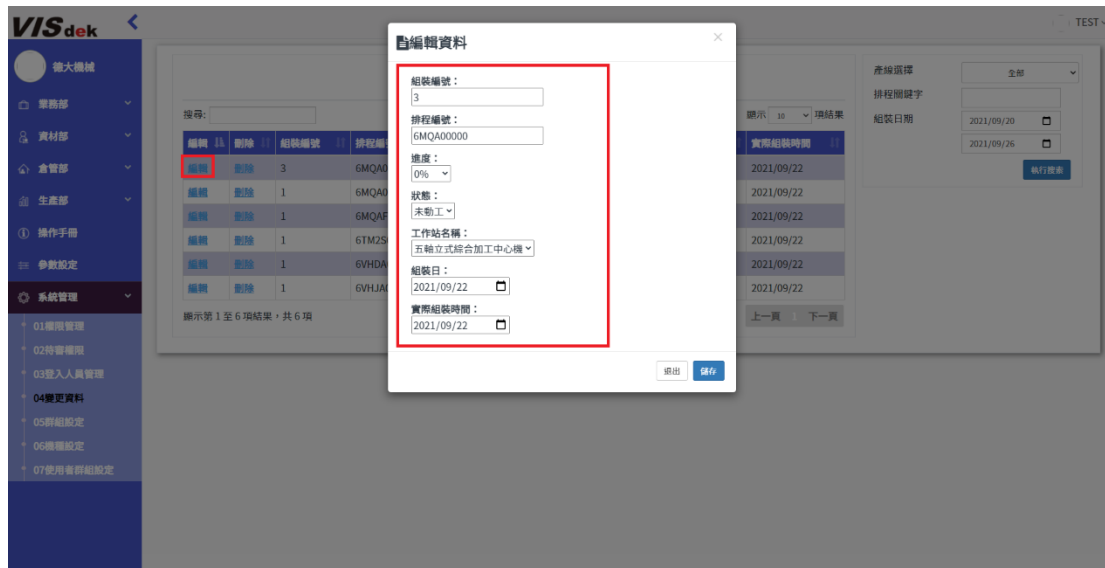 VISdek
TEST
德大機械
業務部
資材部
倉管部
生產部
操作手冊
參數設定
系統管理
01權限管理
02待審權限
03登入人員管理
04變更資料
05群組設定
06機種設定
07使用者群組設定
搜尋:
顯示 10 項結果
編輯 刪除 組裝編號 排程編 實際組裝時間
編輯 刪除 3 6MQA0 2021/09/22
編輯 刪除 1 6MQA0 2021/09/22
編輯 刪除 1 6MQAF 2021/09/22
編輯 刪除 1 6TM2S 2021/09/22
編輯 刪除 1 6VHDA 2021/09/22
編輯 刪除 1 6VHJA 2021/09/22
顯示第 1 至 6 項結果,共 6 項
上一頁 1 下一頁
編輯資料
×
組裝編號:
3
排程編號:
6MQA00000
進度:
0%
狀態:
未動工
工作站名稱:
五軸立式綜合加工中心機
組裝日:
2021/09/22
實際組裝時間:
2021/09/22
退出 儲存
產線選擇 全部
排程關鍵字
組裝日期 2021/09/20
2021/09/26
執行搜索